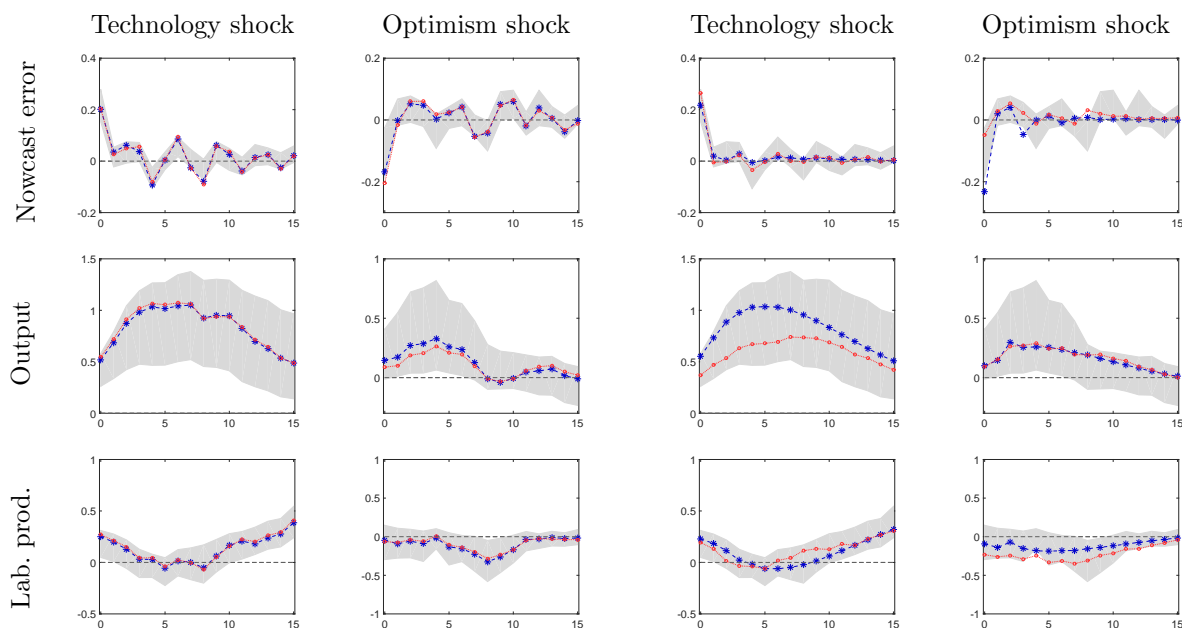 Technology shock Optimism shock Technology shock Optimism shock
Nowcast error
0.4 0.2 0 -0.2
0 5 10 15
0.2 0 -0.2
0 5 10 15
0.4 0.2 0 0.2
0 5 10 15
0.2 0 -0.2
0 5 10 15
Output
1.5 1 0.5 0
0 5 10 15
1 0.5 0
0 5 10 15
1.5 1 0.5 0
0 5 10 15
1 0.5 0
0 5 10 15
Lab. prod.
1 0.5 0 -0.5
0 5 10 15
1 0.5 0 -0.5 -1
0 5 10 15
1 0.5 0 -0.5
0 5 10 15
1 0.5 0 -0.5 -1
0 5 10 15